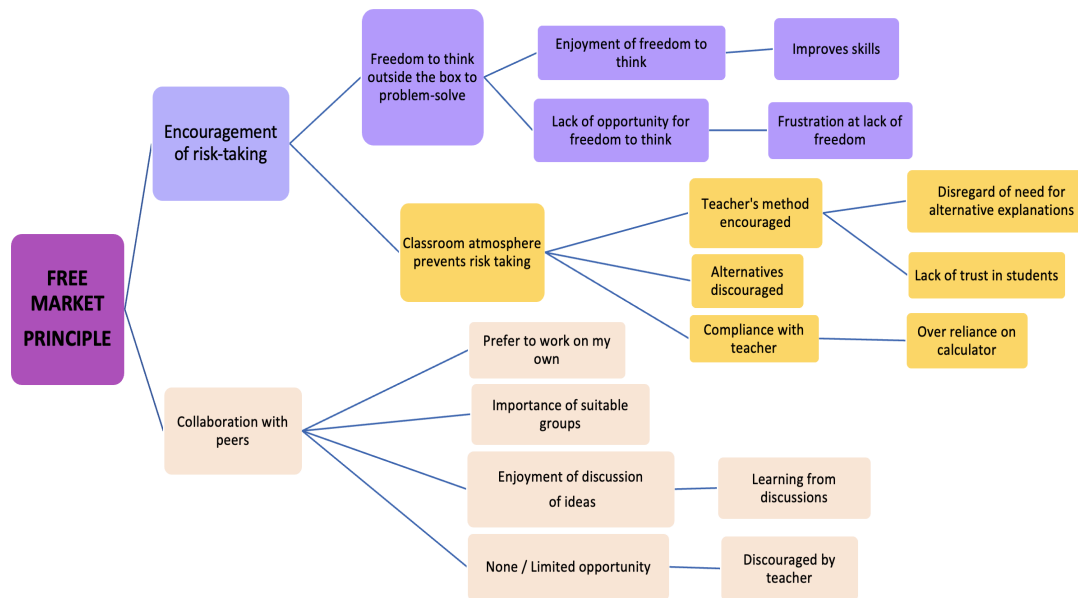 FREE
MARKET
PRINCIPLE
Encouragement
of risk-taking
Freedom to think
outside the box to
problem-solve
Enjoyment of freedom to
think
Improves skills
Lack of opportunity for
freedom to think
Frustration at lack of
freedom
Classroom atmosphere
prevents risk taking
Teacher's method
encouraged
Disregard of need for
alternative explanations
Lack of trust in students
Alternatives
discouraged
Compliance with
teacher
Over reliance on
calculator
Collaboration with
peers
Prefer to work on my
own
Importance of suitable
groups
Enjoyment of discussion
of ideas
Learning from
discussions
None / Limited opportunity
Discouraged by
teacher